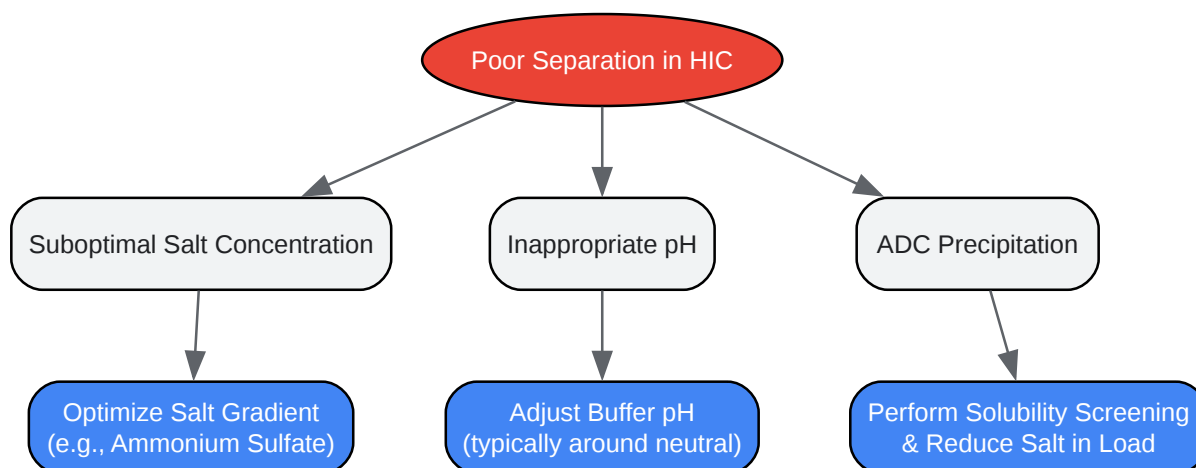 Poor Separation in HIC
Suboptimal Salt Concentration
Inappropriate pH
ADC Precipitation
Optimize Salt Gradient
(e.g., Ammonium Sulfate)
Adjust Buffer pH
(typically around neutral)
Perform Solubility Screening
& Reduce Salt in Load